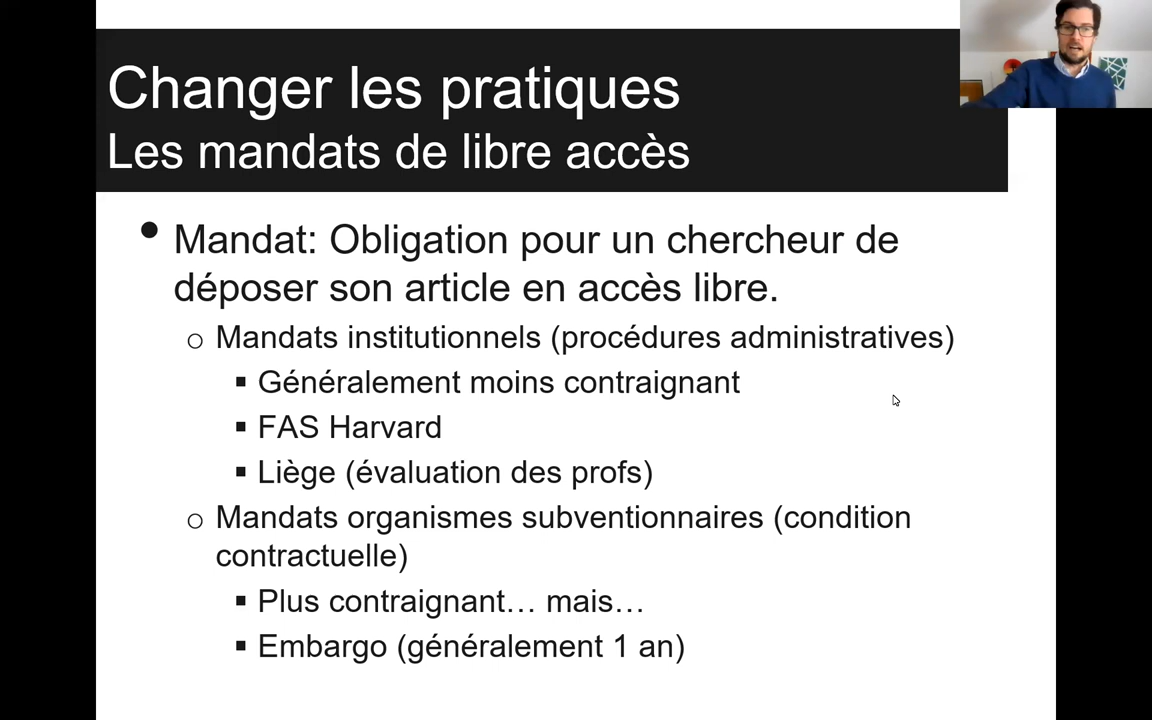 Changer les pratiques
Les mandats de libre accès
• Mandat: Obligation pour un chercheur de
déposer son article en accès libre.
o Mandats institutionnels (procédures administratives)
▪ Généralement moins contraignant
▪ FAS Harvard
▪ Liège (évaluation des profs)
o Mandats organismes subventionnaires (condition
contractuelle)
▪ Plus contraignant… mais…
▪ Embargo (généralement 1 an)